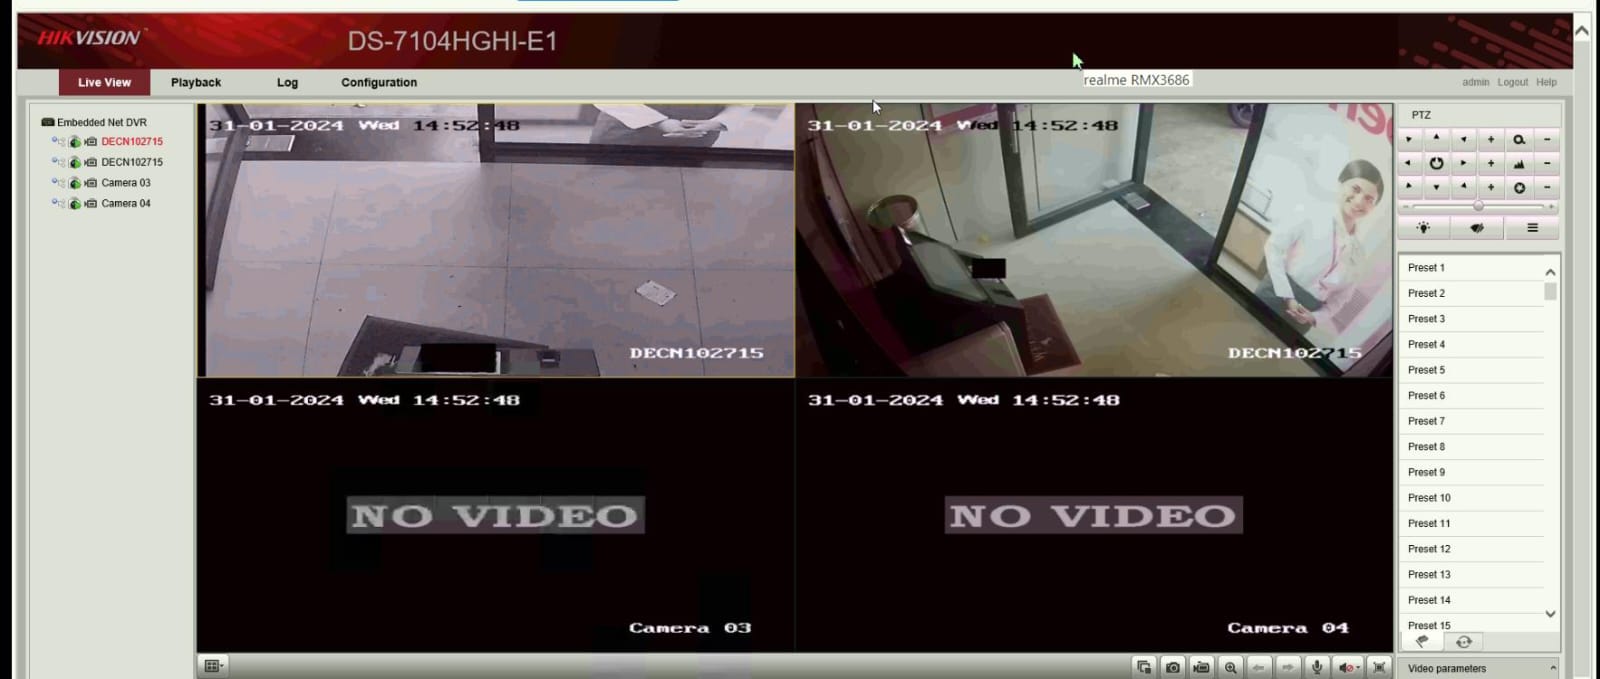 HIKVISION
DS-7104HGHI-E1
realme RMX3686
Live View Playback Log Configuration
admin Logout Help
Embedded Net DVR
DECN102715
DECN102715
Camera 03
Camera 04
31-01-2024 Wed 14:52:48
DECN102715
31-01-2024 Wed 14:52:48
DECN102715
31-01-2024 Wed 14:52:48
NO VIDEO
Camera 03
31-01-2024 Wed 14:52:48
NO VIDEO
Camera 04
PTZ
Preset 1
Preset 2
Preset 3
Preset 4
Preset 5
Preset 6
Preset 7
Preset 8
Preset 9
Preset 10
Preset 11
Preset 12
Preset 13
Preset 14
Preset 15
Video parameters